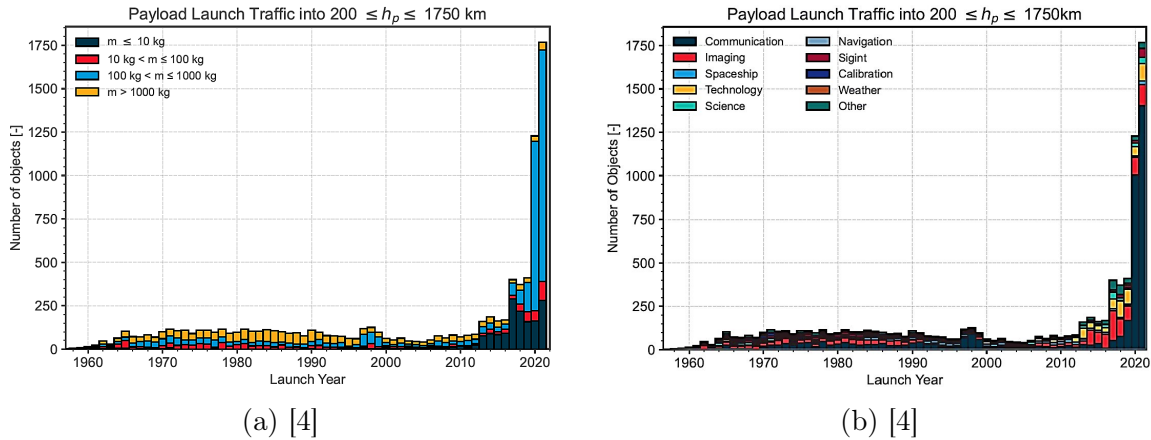 Payload Launch Traffic into 200 ≤ h_p ≤ 1750 km
m ≤ 10 kg
10 kg < m ≤ 100 kg
100 kg < m ≤ 1000 kg
m > 1000 kg
Number of objects [-]
1750
1500
1250
1000
750
500
250
0
1960 1970 1980 1990 2000 2010 2020
Launch Year
(a) [4]
Payload Launch Traffic into 200 ≤ h_p ≤ 1750km
Communication Navigation
Imaging Sigint
Spaceship Calibration
Technology Weather
Science Other
Number of Objects [-]
1750
1500
1250
1000
750
500
250
0
1960 1970 1980 1990 2000 2010 2020
Launch Year
(b) [4]